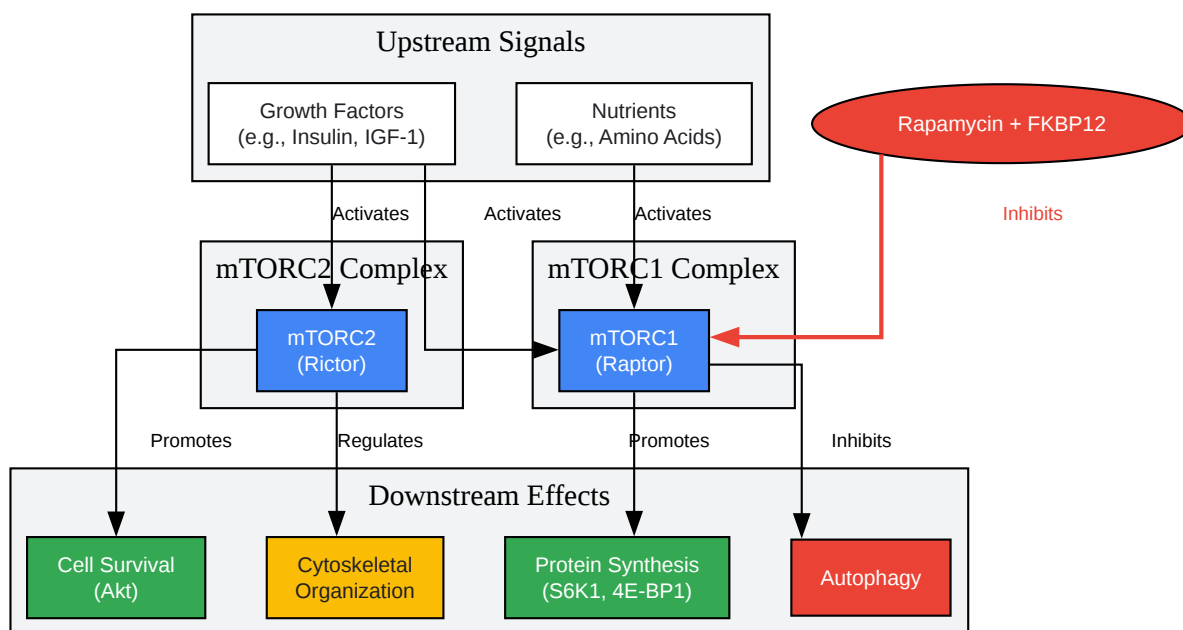 Upstream Signals
Growth Factors
(e.g., Insulin, IGF-1)
Nutrients
(e.g., Amino Acids)
Rapamycin + FKBP12
Activates
Activates
Activates
Inhibits
mTORC2 Complex
mTORC1 Complex
mTORC2
(Rictor)
mTORC1
(Raptor)
Promotes
Regulates
Promotes
Inhibits
Downstream Effects
Cell Survival
(Akt)
Cytoskeletal
Organization
Protein Synthesis
(S6K1, 4E-BP1)
Autophagy